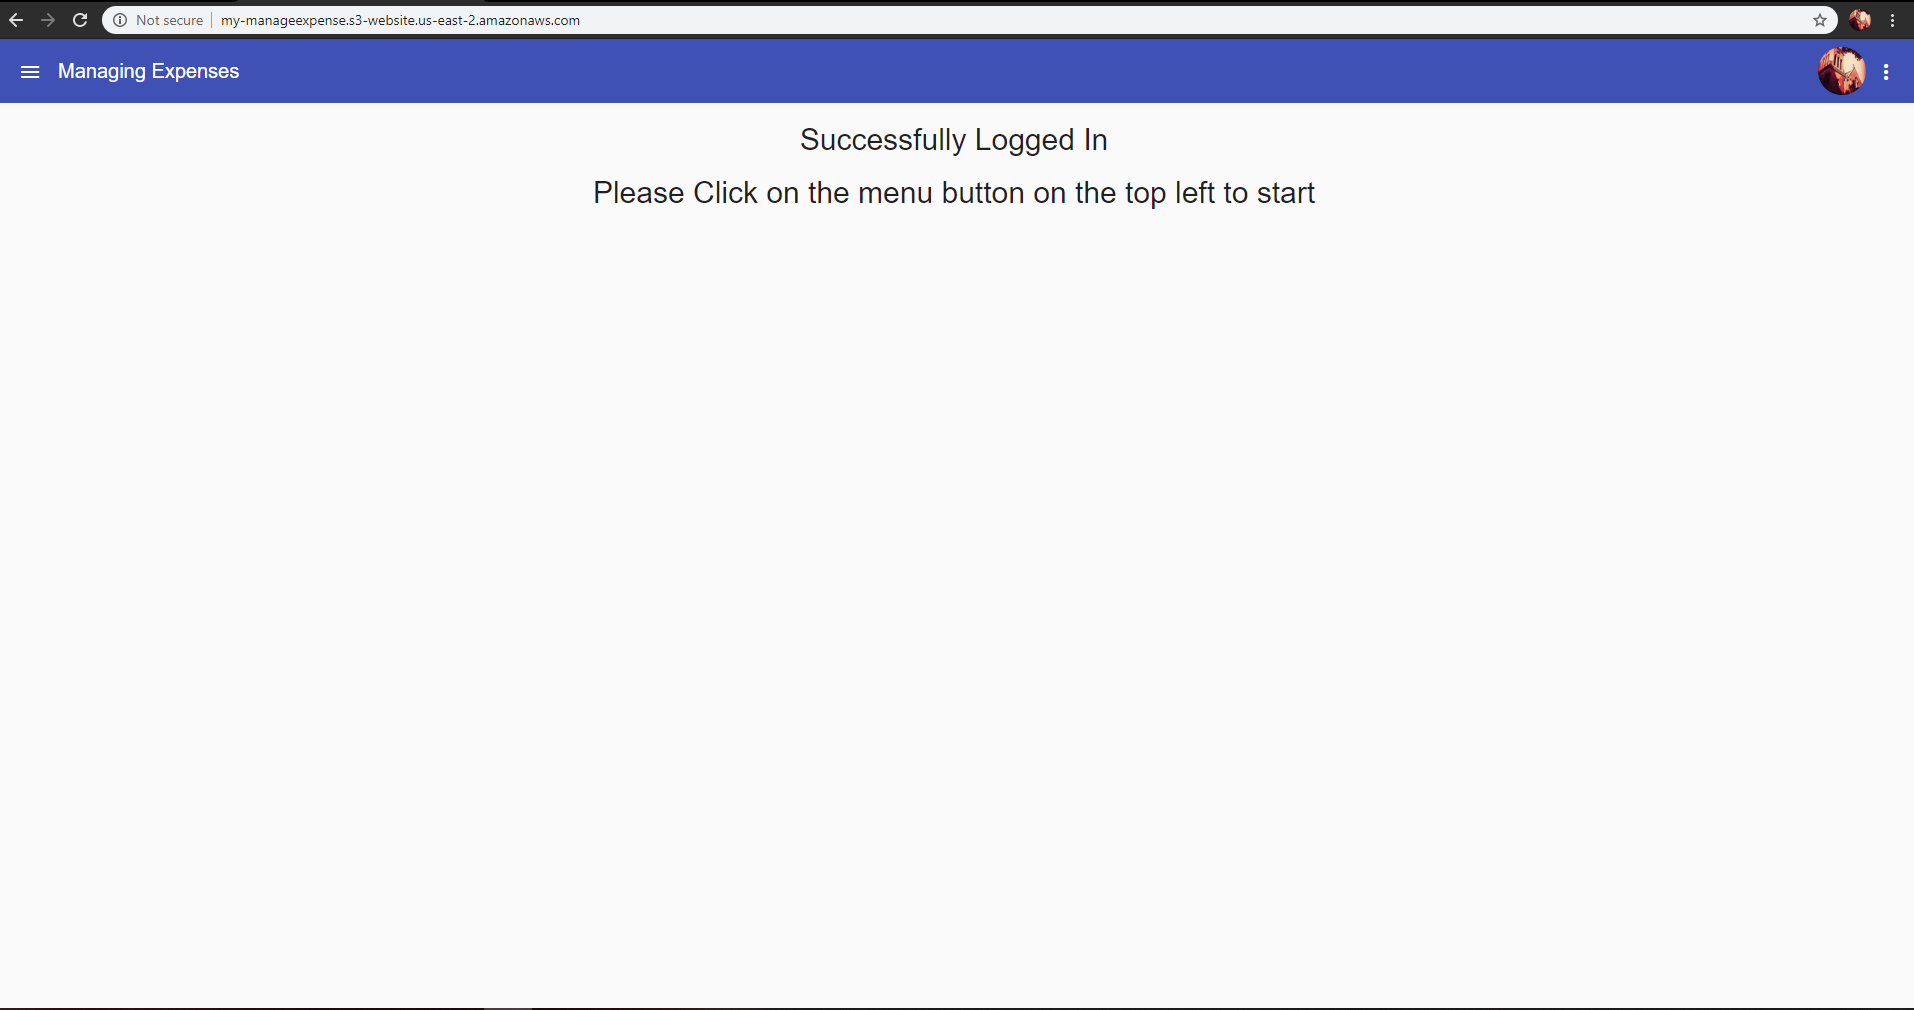 Not secure my-manageexpense.s3-website.us-east-2.amazonaws.com
Managing Expenses
Successfully Logged In
Please Click on the menu button on the top left to start